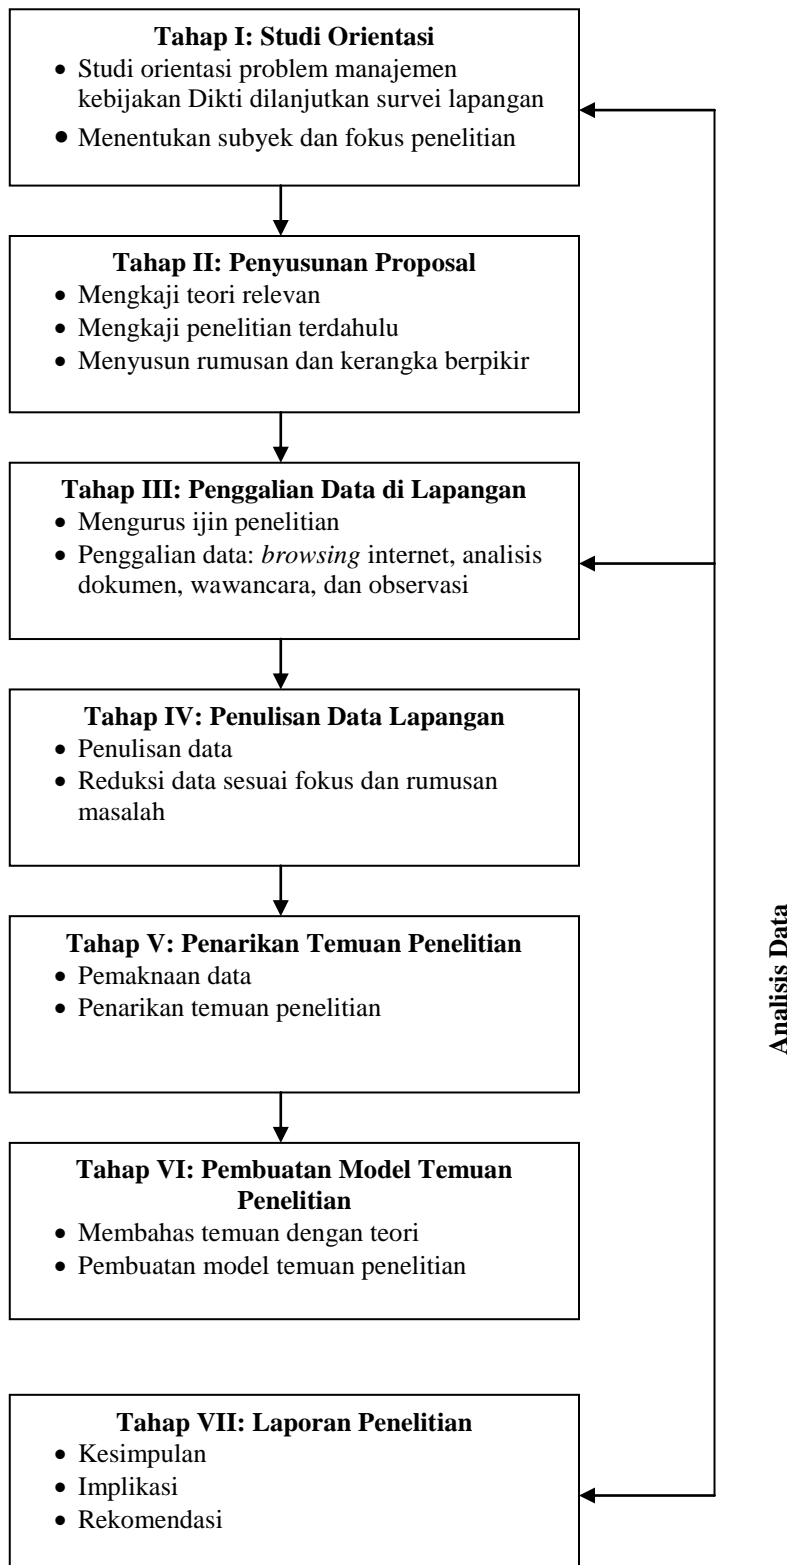 Tahap I: Studi Orientasi
• Studi orientasi problem manajemen
kebijakan Dikti dilanjutkan survei lapangan
• Menentukan subyek dan fokus penelitian
Tahap II: Penyusunan Proposal
• Mengkaji teori relevan
• Mengkaji penelitian terdahulu
• Menyusun rumusan dan kerangka berpikir
Tahap III: Penggalian Data di Lapangan
• Mengurus ijin penelitian
• Penggalian data: browsing internet, analisis
dokumen, wawancara, dan observasi
Tahap IV: Penulisan Data Lapangan
• Penulisan data
• Reduksi data sesuai fokus dan rumusan
masalah
Tahap V: Penarikan Temuan Penelitian
• Pemaknaan data
• Penarikan temuan penelitian
Tahap VI: Pembuatan Model Temuan
Penelitian
• Membahas temuan dengan teori
• Pembuatan model temuan penelitian
Tahap VII: Laporan Penelitian
• Kesimpulan
• Implikasi
• Rekomendasi
Analisis Data